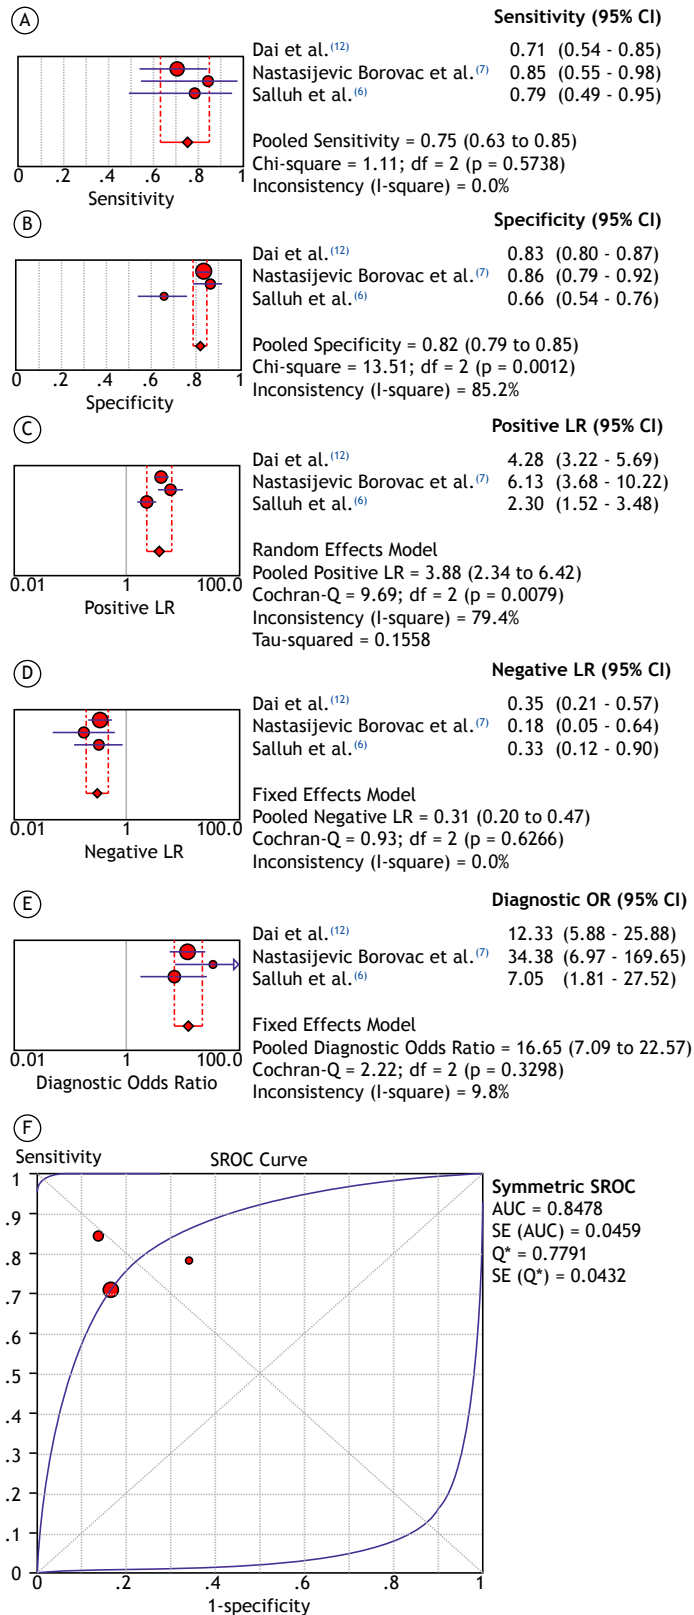 A
Sensitivity (95% CI)
Dai et al.(12) 0.71 (0.54 - 0.85)
Nastasijevic Borovac et al.(7) 0.85 (0.55 - 0.98)
Salluh et al.(6) 0.79 (0.49 - 0.95)
Pooled Sensitivity = 0.75 (0.63 to 0.85)
Chi-square = 1.11; df = 2 (p = 0.5738)
Inconsistency (I-square) = 0.0%
0 .2 .4 .6 .8 1
Sensitivity
B
Specificity (95% CI)
Dai et al.(12) 0.83 (0.80 - 0.87)
Nastasijevic Borovac et al.(7) 0.86 (0.79 - 0.92)
Salluh et al.(6) 0.66 (0.54 - 0.76)
Pooled Specificity = 0.82 (0.79 to 0.85)
Chi-square = 13.51; df = 2 (p = 0.0012)
Inconsistency (I-square) = 85.2%
0 .2 .4 .6 .8 1
Specificity
C
Positive LR (95% CI)
Dai et al.(12) 4.28 (3.22 - 5.69)
Nastasijevic Borovac et al.(7) 6.13 (3.68 - 10.22)
Salluh et al.(6) 2.30 (1.52 - 3.48)
Random Effects Model
Pooled Positive LR = 3.88 (2.34 to 6.42)
Cochran-Q = 9.69; df = 2 (p = 0.0079)
Inconsistency (I-square) = 79.4%
Tau-squared = 0.1558
0.01 1 100.0
Positive LR
D
Negative LR (95% CI)
Dai et al.(12) 0.35 (0.21 - 0.57)
Nastasijevic Borovac et al.(7) 0.18 (0.05 - 0.64)
Salluh et al.(6) 0.33 (0.12 - 0.90)
Fixed Effects Model
Pooled Negative LR = 0.31 (0.20 to 0.47)
Cochran-Q = 0.93; df = 2 (p = 0.6266)
Inconsistency (I-square) = 0.0%
0.01 1 100.0
Negative LR
E
Diagnostic OR (95% CI)
Dai et al.(12) 12.33 (5.88 - 25.88)
Nastasijevic Borovac et al.(7) 34.38 (6.97 - 169.65)
Salluh et al.(6) 7.05 (1.81 - 27.52)
Fixed Effects Model
Pooled Diagnostic Odds Ratio = 16.65 (7.09 to 22.57)
Cochran-Q = 2.22; df = 2 (p = 0.3298)
Inconsistency (I-square) = 9.8%
0.01 1 100.0
Diagnostic Odds Ratio
F
Sensitivity SROC Curve
1
.9
.8
.7
.6
.5
.4
.3
.2
.1
0
0 .2 .4 .6 .8 1
1-specificity
Symmetric SROC
AUC = 0.8478
SE (AUC) = 0.0459
Q* = 0.7791
SE (Q*) = 0.0432